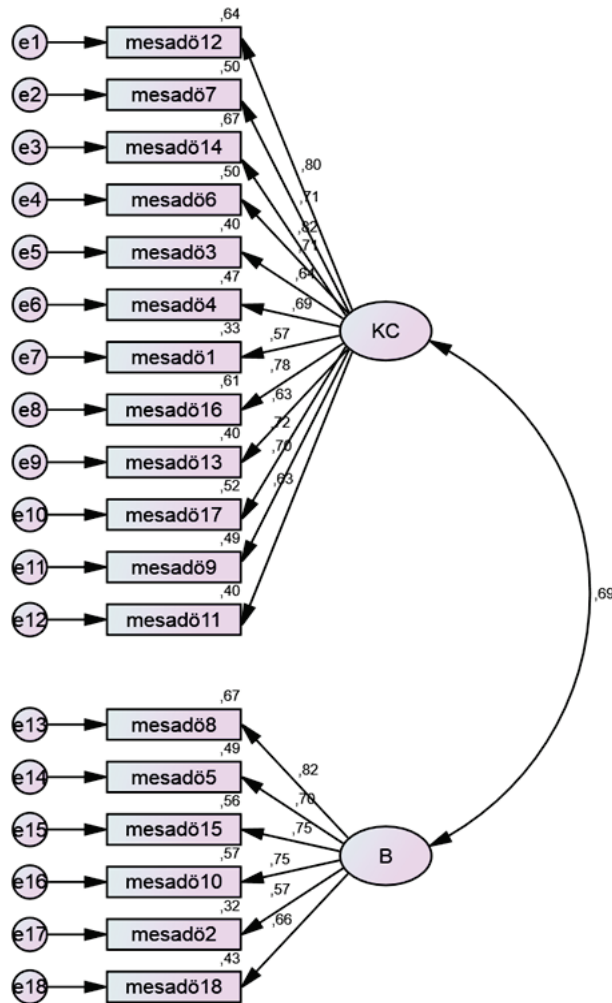 ,64
e1 mesadö12
,50
e2 mesadö7
,67
e3 mesadö14
,50
e4 mesadö6
,40
e5 mesadö3
,47
e6 mesadö4
,33
e7 mesadö1
,61
e8 mesadö16
,40
e9 mesadö13
,52
e10 mesadö17
,49
e11 mesadö9
,40
e12 mesadö11
,80
,71
,82
,71
,64
,69
,57
,78
,63
,72
,70
,63
KC
,69
,67
e13 mesadö8
,49
e14 mesadö5
,56
e15 mesadö15
,57
e16 mesadö10
,32
e17 mesadö2
,43
e18 mesadö18
,82
,70
,75
,75
,57
,66
B